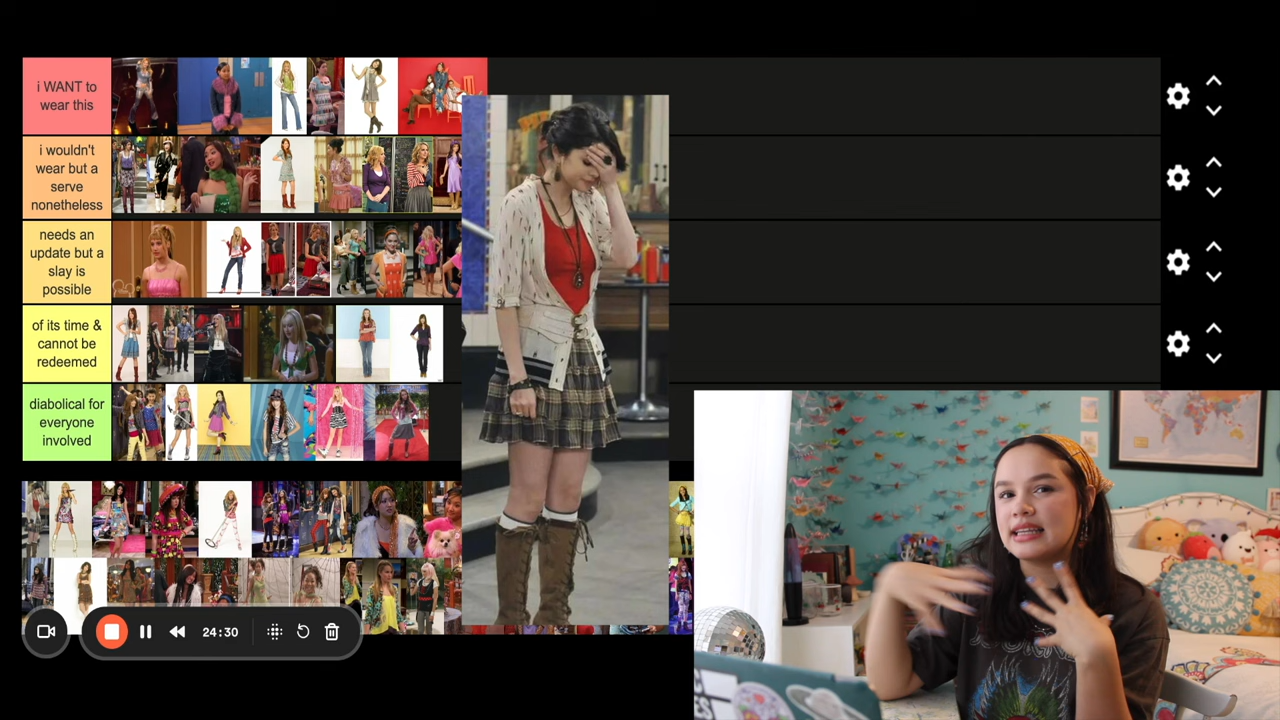 i WANT to
wear this
i wouldn't
wear but a
serve
nonetheless
needs an
update but a
slay is
possible
of its time &
cannot be
redeemed
diabolical for
everyone
involved
24:30